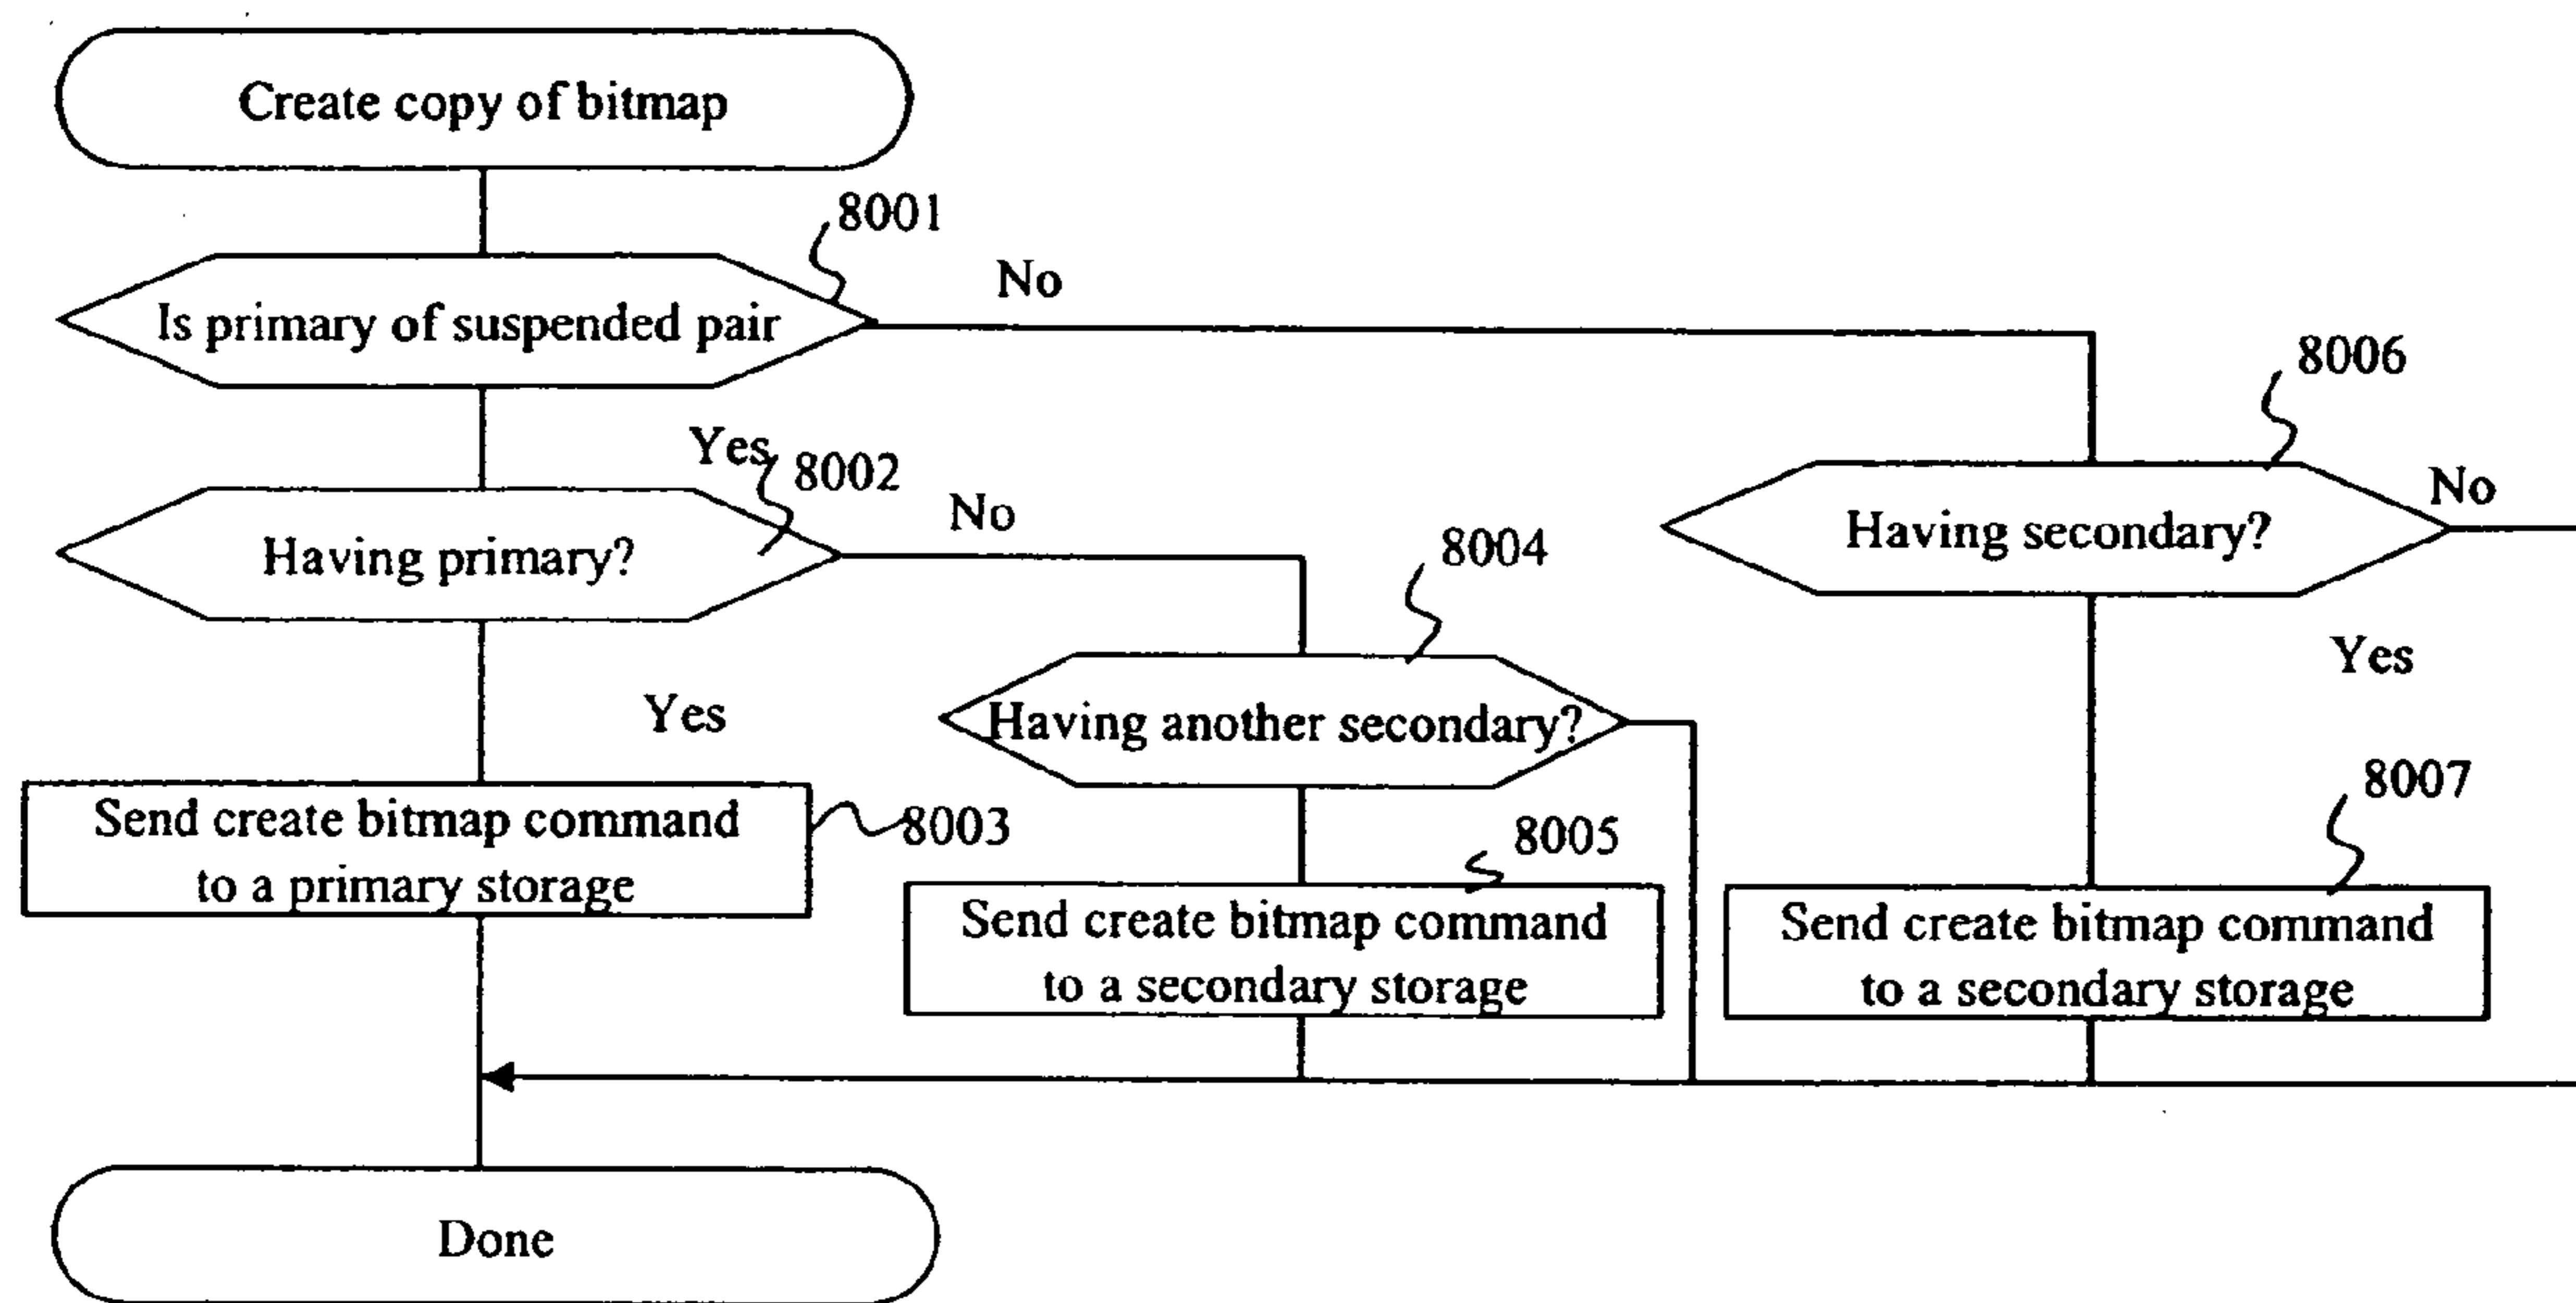 Create copy of bitmap
8001
No
Is primary of suspended pair
8006
Yes
8002
No
No
Having primary?
8004
Having secondary?
Yes
Yes
Having another secondary?
8007
Send create bitmap command
to a primary storage
8003
8005
Send create bitmap command
to a secondary storage
Send create bitmap command
to a secondary storage
Done